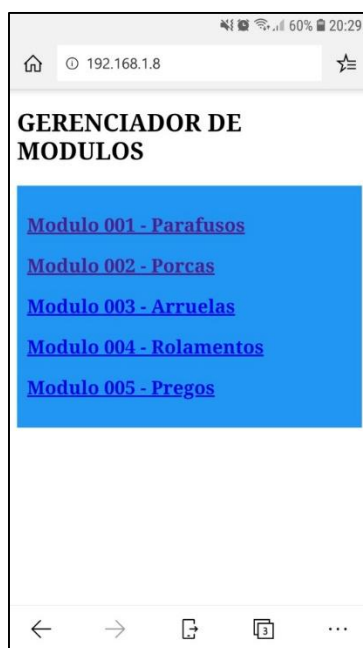 60% 20:29
192.168.1.8
GERENCIADOR DE
MODULOS
Modulo 001 - Parafusos
Modulo 002 - Porcas
Modulo 003 - Arruelas
Modulo 004 - Rolamentos
Modulo 005 - Pregos
3